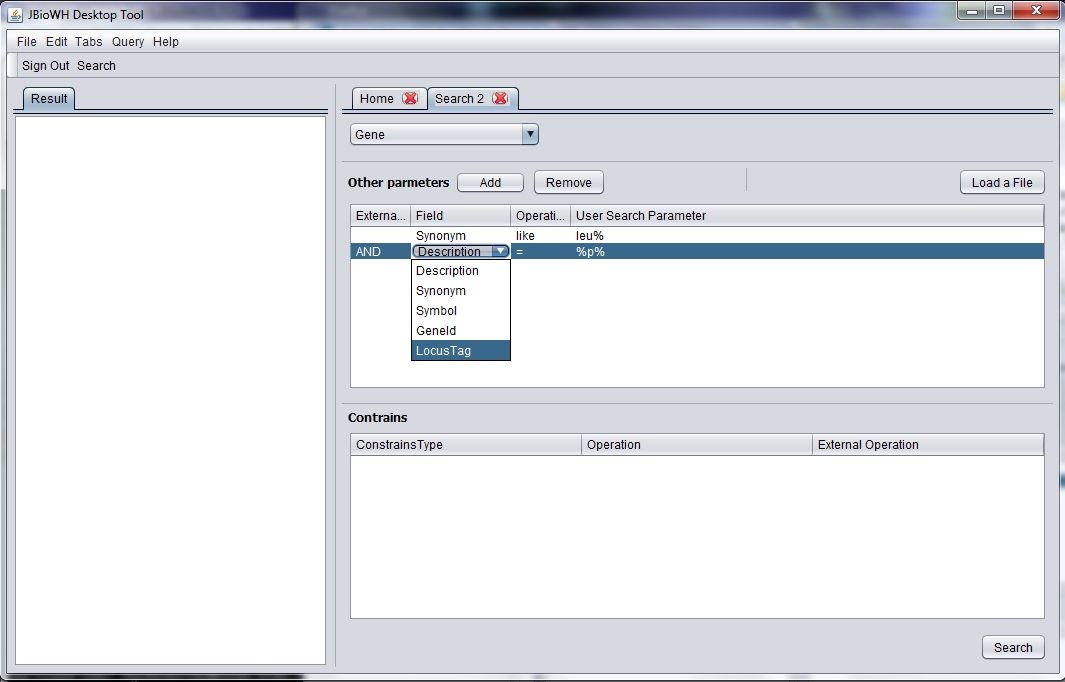 JBioWH Desktop Tool
File Edit Tabs Query Help
Sign Out Search
Result
Home Search 2
Gene
Other parmeters Add Remove Load a File
Externa... Field Operati... User Search Parameter
Synonym like leu%
AND Description = %p%
Description
Synonym
Symbol
GeneId
LocusTag
Contrains
ConstrainsType Operation External Operation
Search